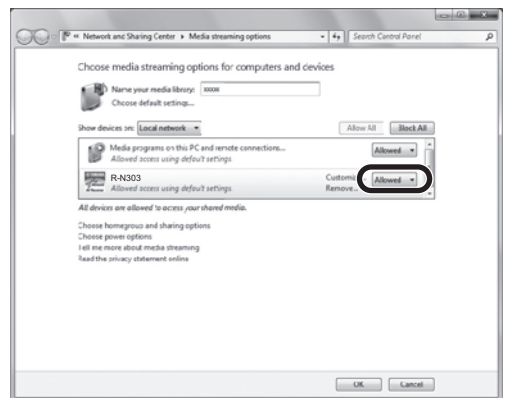 « Network and Sharing Center ▸ Media streaming options
Search Control Panel
Choose media streaming options for computers and devices
Name your media library: xxxxx
Choose default settings...
Show devices on: Local network
Allow All Block All
Media programs on this PC and remote connections...
Allowed access using default settings.
Allowed
R-N303
Allowed access using default settings.
Customize...
Remove...
Allowed
All devices are allowed to access your shared media.
Choose homegroup and sharing options
Choose power options
Tell me more about media streaming
Read the privacy statement online
OK Cancel